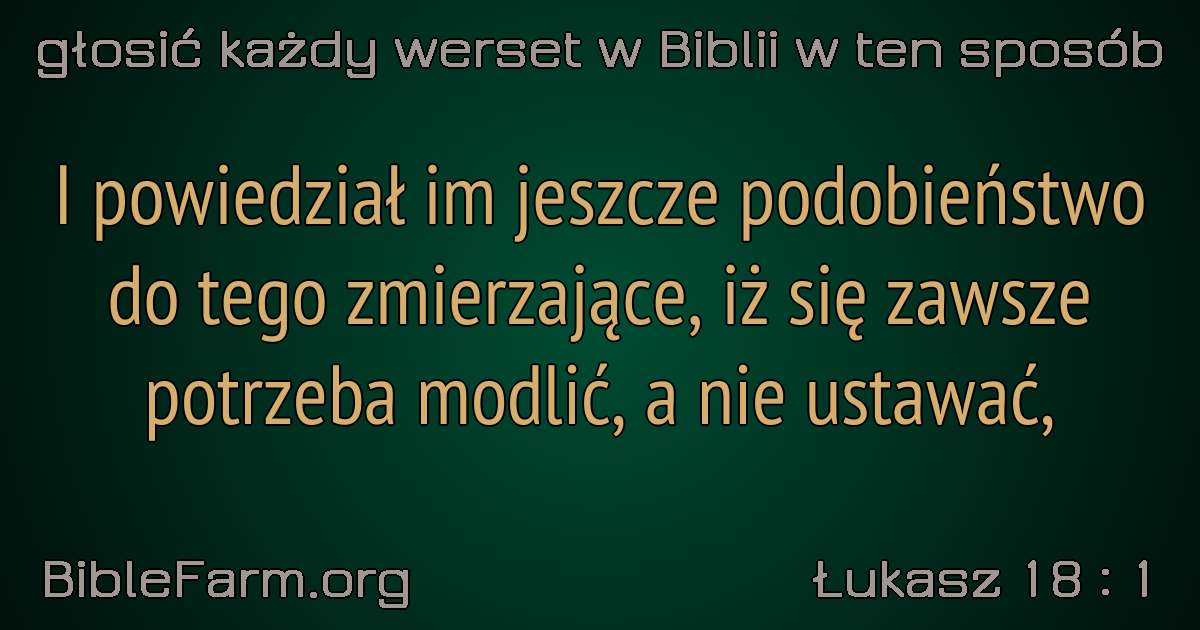 głosić każdy werset w Biblii w ten sposób
I powiedział im jeszcze podobieństwo
do tego zmierzające, iż się zawsze
potrzeba modlić, a nie ustawać,
BibleFarm.org
Łukasz 18 : 1